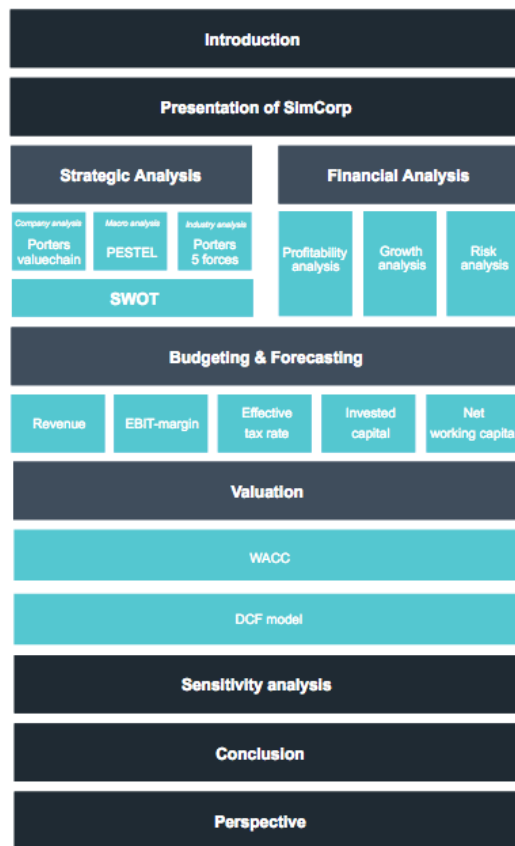 Introduction
Presentation of SimCorp
Strategic Analysis
Financial Analysis
Company analysis
Porters
valuechain
Macro analysis
PESTEL
Industry analysis
Porters
5 forces
Profitability
analysis
Growth
analysis
Risk
analysis
SWOT
Budgeting & Forecasting
Revenue
EBIT-margin
Effective
tax rate
Invested
capital
Net
working capital
Valuation
WACC
DCF model
Sensitivity analysis
Conclusion
Perspective